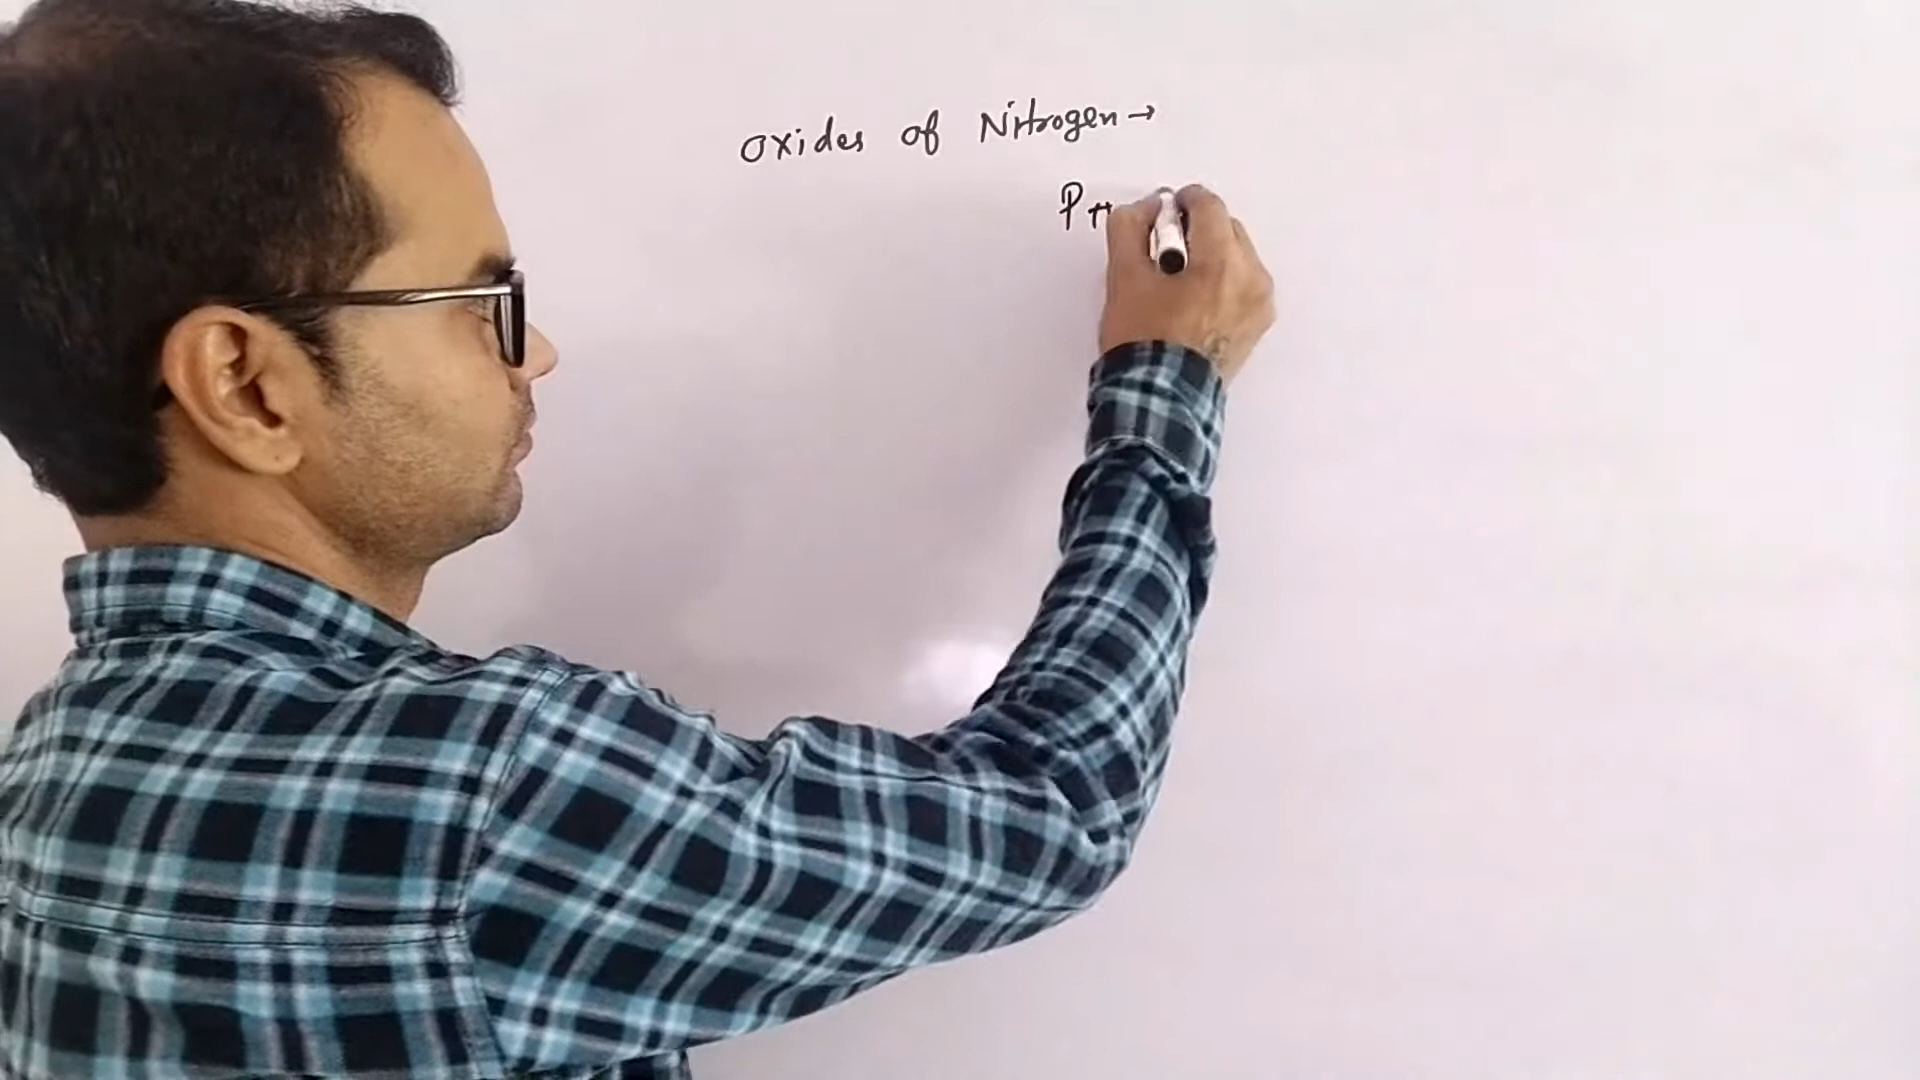 Oxides of Nitrogen →
P